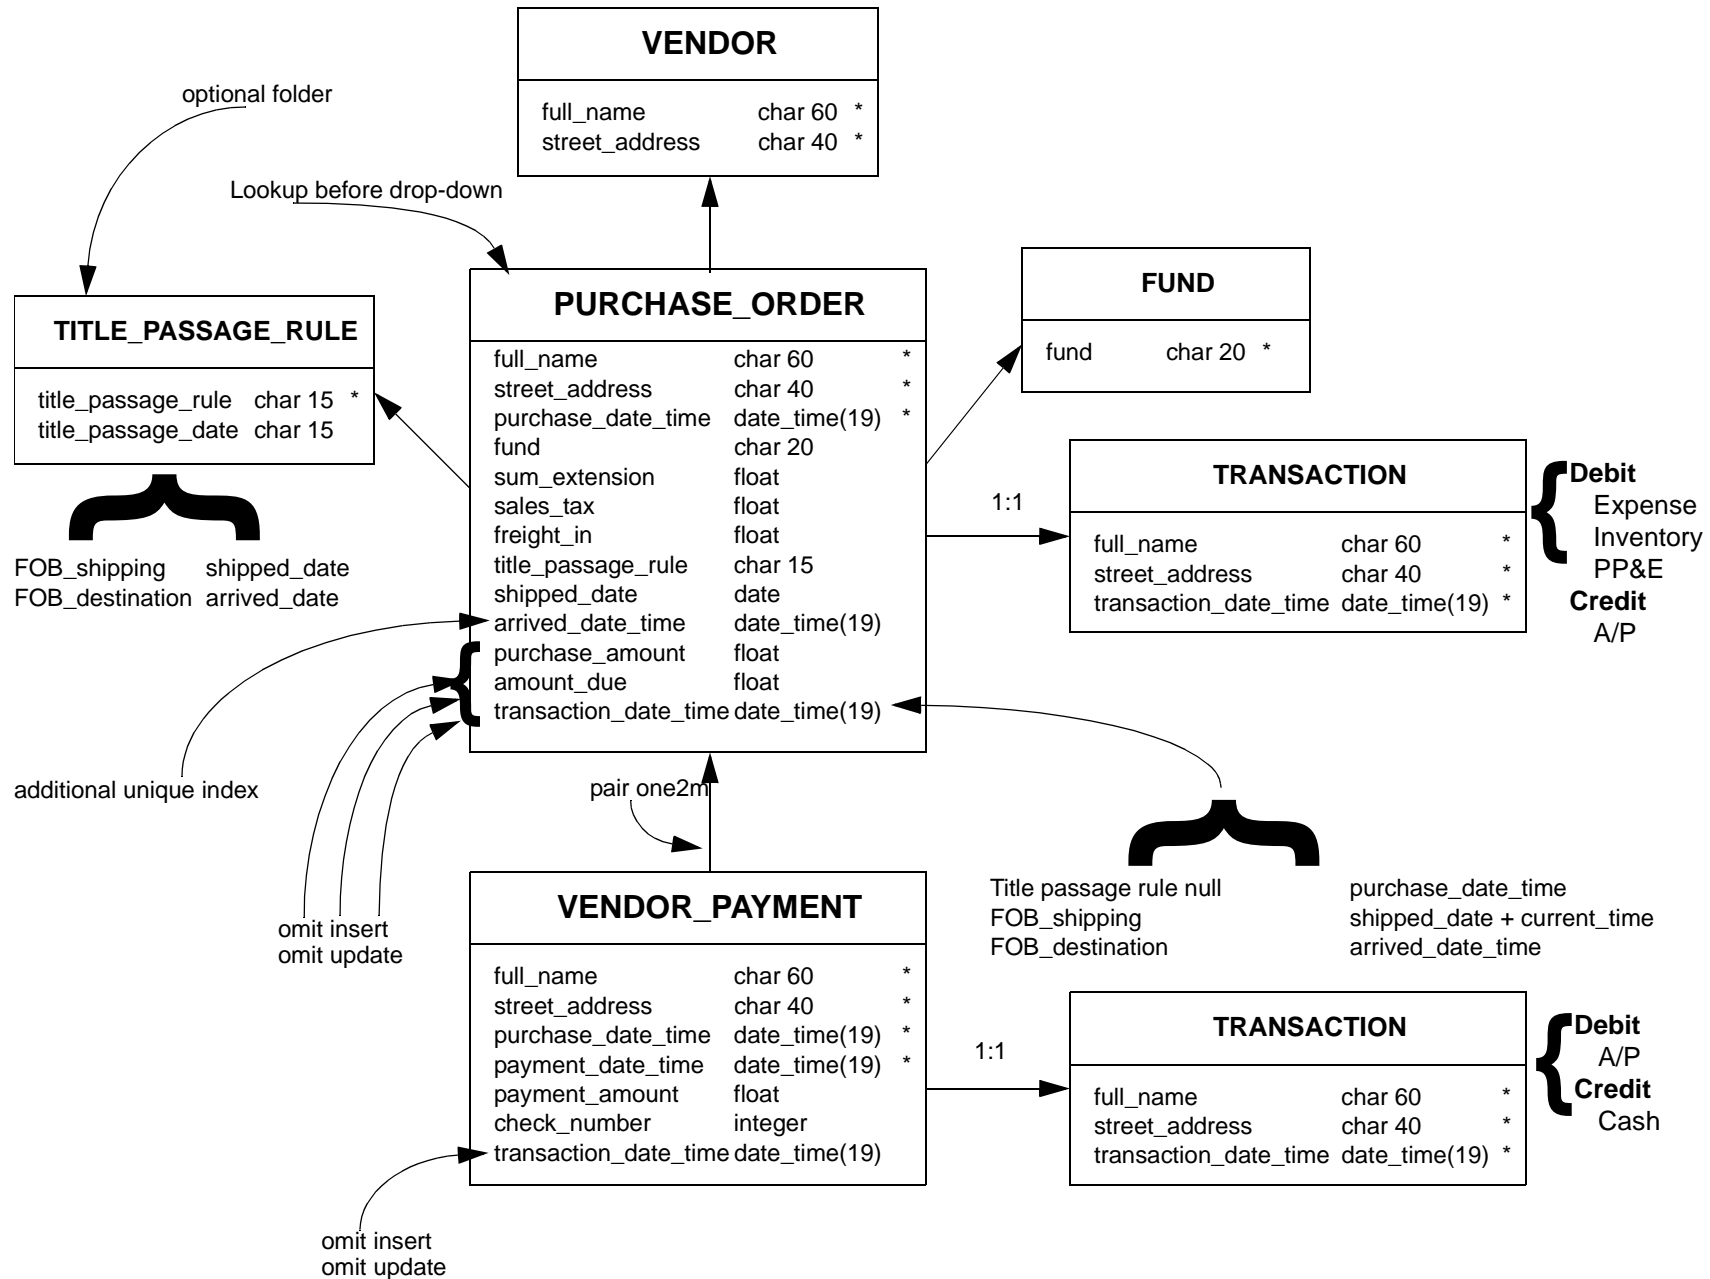 VENDOR
full_name char 60 *
street_address char 40 *
optional folder
Lookup before drop-down
TITLE_PASSAGE_RULE
title_passage_rule char 15 *
title_passage_date char 15
FOB_shipping shipped_date
FOB_destination arrived_date
PURCHASE_ORDER
full_name char 60 *
street_address char 40 *
purchase_date_time date_time(19) *
fund char 20
sum_extension float
sales_tax float
freight_in float
title_passage_rule char 15
shipped_date date
arrived_date_time date_time(19)
purchase_amount float
amount_due float
transaction_date_time date_time(19)
FUND
fund char 20 *
1:1
TRANSACTION
full_name char 60 *
street_address char 40 *
transaction_date_time date_time(19) *
Debit
Expense
Inventory
PP&E
Credit
A/P
additional unique index
pair one2m
omit insert
omit update
Title passage rule null purchase_date_time
FOB_shipping shipped_date + current_time
FOB_destination arrived_date_time
VENDOR_PAYMENT
full_name char 60 *
street_address char 40 *
purchase_date_time date_time(19) *
payment_date_time date_time(19) *
payment_amount float
check_number integer
transaction_date_time date_time(19)
1:1
TRANSACTION
full_name char 60 *
street_address char 40 *
transaction_date_time date_time(19) *
Debit
A/P
Credit
Cash
omit insert
omit update